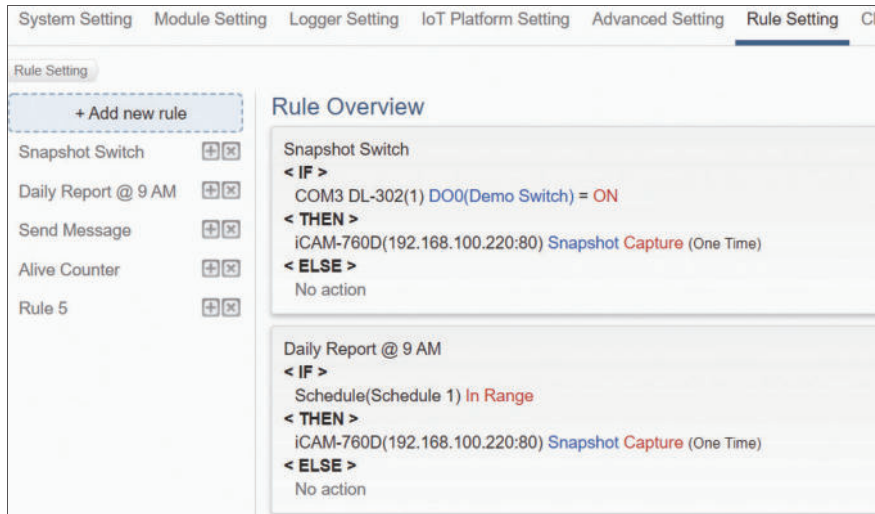 System Setting Module Setting Logger Setting IoT Platform Setting Advanced Setting Rule Setting
Rule Setting
+ Add new rule
Snapshot Switch
Daily Report @ 9 AM
Send Message
Alive Counter
Rule 5
Rule Overview
Snapshot Switch
< IF >
COM3 DL-302(1) DO0(Demo Switch) = ON
< THEN >
iCAM-760D(192.168.100.220:80) Snapshot Capture (One Time)
< ELSE >
No action
Daily Report @ 9 AM
< IF >
Schedule(Schedule 1) In Range
< THEN >
iCAM-760D(192.168.100.220:80) Snapshot Capture (One Time)
< ELSE >
No action